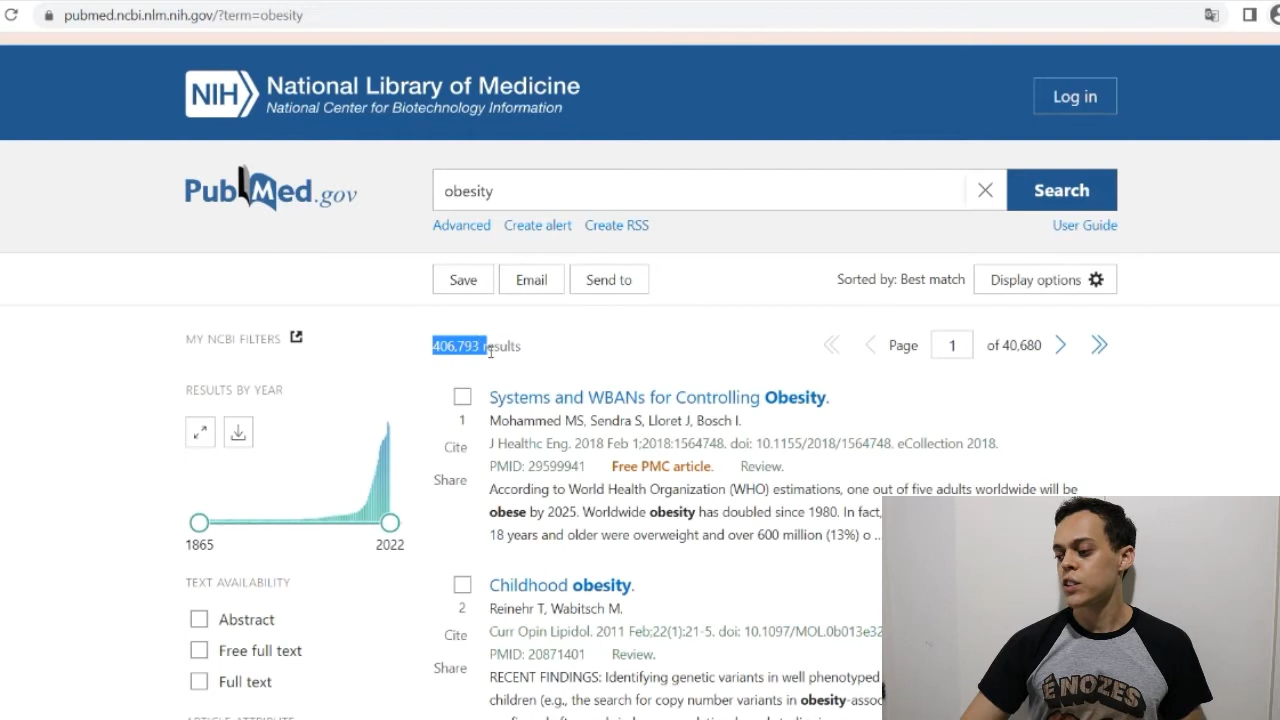 pubmed.ncbi.nlm.nih.gov/?term=obesity
NIH National Library of Medicine
National Center for Biotechnology Information
Log in
PubMed.gov
obesity
Search
Advanced Create alert Create RSS
User Guide
Save Email Send to
Sorted by: Best match Display options
MY NCBI FILTERS
406,793 results
Page 1 of 40,680
RESULTS BY YEAR
1865 2022
TEXT AVAILABILITY
Abstract
Free full text
Full text
Systems and WBANs for Controlling Obesity.
1
Mohammed MS, Sendra S, Lloret J, Bosch I.
Cite
J Healthc Eng. 2018 Feb 1;2018:1564748. doi: 10.1155/2018/1564748. eCollection 2018.
Share
PMID: 29599941 Free PMC article. Review.
According to World Health Organization (WHO) estimations, one out of five adults worldwide will be
obese by 2025. Worldwide obesity has doubled since 1980. In fact,
18 years and older were overweight and over 600 million (13%) o ...
Childhood obesity.
2
Reinehr T, Wabitsch M.
Cite
Curr Opin Lipidol. 2011 Feb;22(1):21-5. doi: 10.1097/MOL.0b013e32
Share
PMID: 20871401 Review.
RECENT FINDINGS: Identifying genetic variants in well phenotyped
children (e.g., the search for copy number variants in obesity-assoc
E NOZES